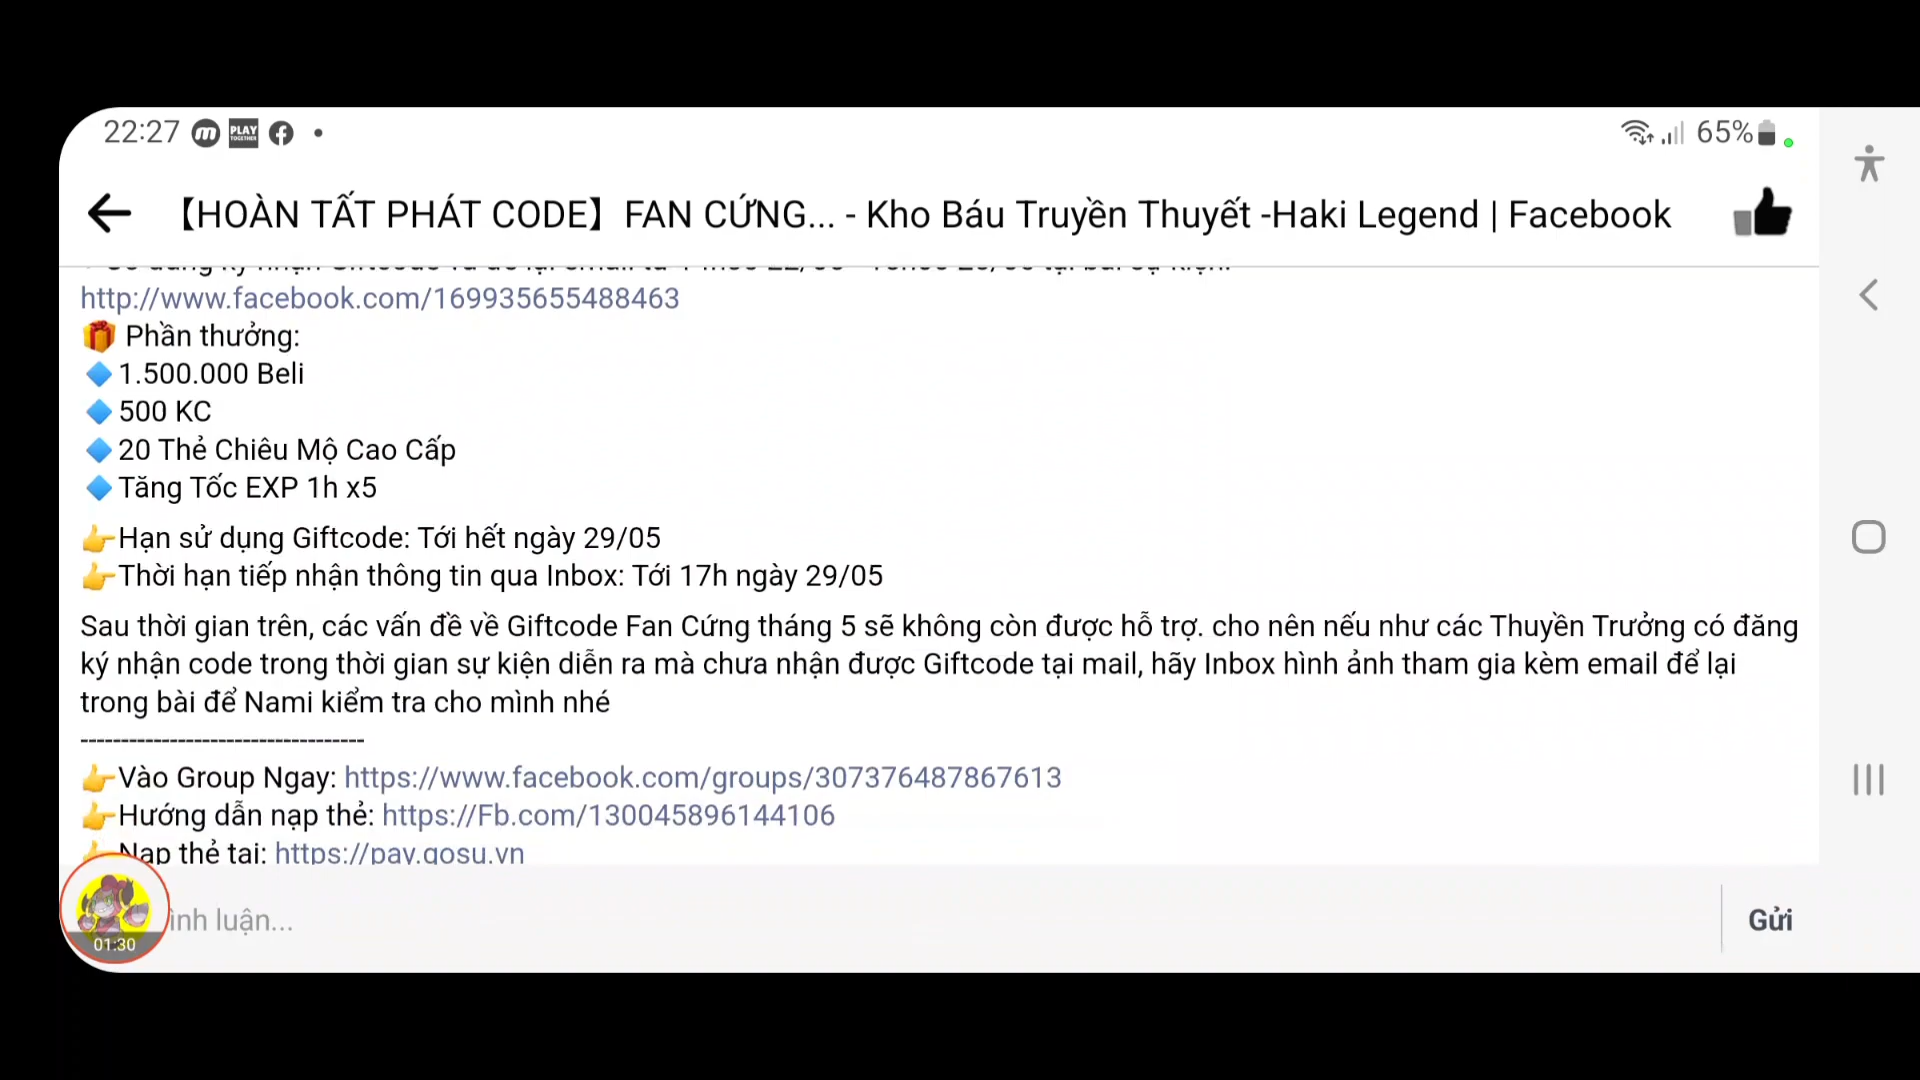 22:27 PLAY TOGETHER 65%
【HOÀN TẤT PHÁT CODE】FAN CỨNG... - Kho Báu Truyền Thuyết -Haki Legend | Facebook
http://www.facebook.com/169935655488463
🎁 Phần thưởng:
🔷1.500.000 Beli
🔷500 KC
🔷20 Thẻ Chiêu Mộ Cao Cấp
🔷Tăng Tốc EXP 1h x5
👉Hạn sử dụng Giftcode: Tới hết ngày 29/05
👉Thời hạn tiếp nhận thông tin qua Inbox: Tới 17h ngày 29/05
Sau thời gian trên, các vấn đề về Giftcode Fan Cứng tháng 5 sẽ không còn được hỗ trợ. cho nên nếu như các Thuyền Trưởng có đăng
ký nhận code trong thời gian sự kiện diễn ra mà chưa nhận được Giftcode tại mail, hãy Inbox hình ảnh tham gia kèm email để lại
trong bài để Nami kiểm tra cho mình nhé
-----------------------------------
👉Vào Group Ngay: https://www.facebook.com/groups/307376487867613
👉Hướng dẫn nạp thẻ: https://Fb.com/130045896144106
👉Nạp thẻ tại: https://pay.gosu.vn
ình luận...
Gửi
01:30